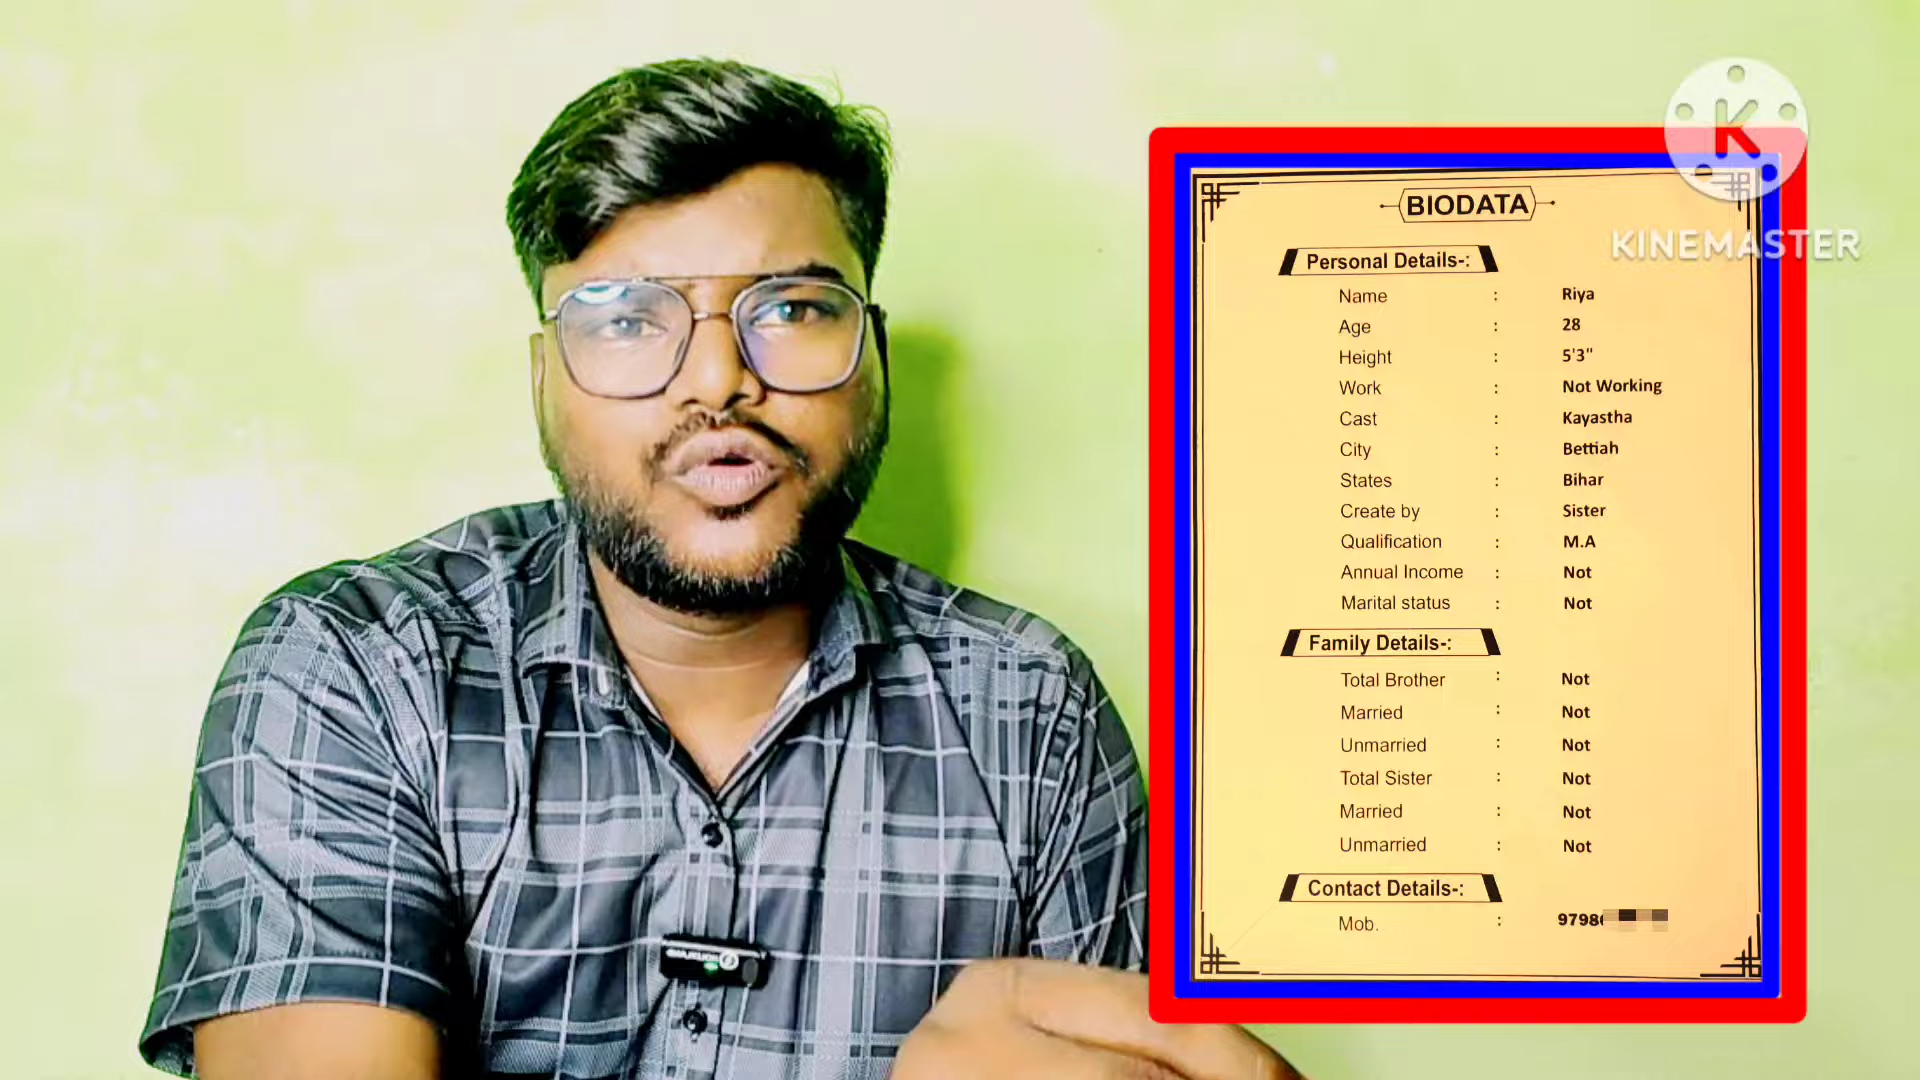 BIODATA
Personal Details-:
Name : Riya
Age : 28
Height : 5'3"
Work : Not Working
Cast : Kayastha
City : Bettiah
States : Bihar
Create by : Sister
Qualification : M.A
Annual Income : Not
Marital status : Not
Family Details-:
Total Brother : Not
Married : Not
Unmarried : Not
Total Sister : Not
Married : Not
Unmarried : Not
Contact Details-:
Mob. : 9798
K
KINEMASTER